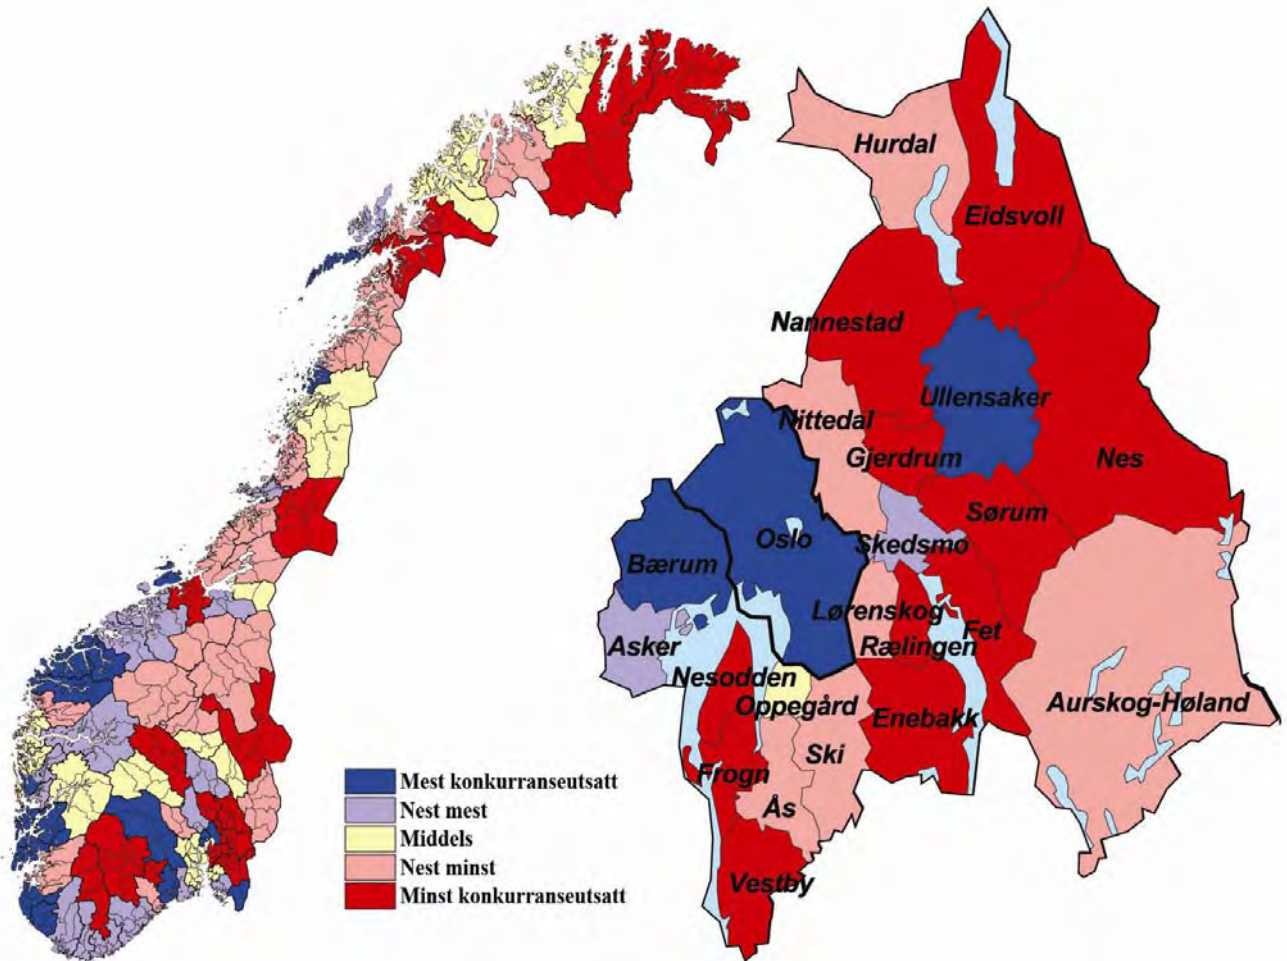 Hurdal
Eidsvoll
Nannestad
Ullensaker
Nittedal
Gjerdrum
Nes
Sørum
Oslo
Skedsmo
Bærum
Lørenskog
Fet
Asker
Rælingen
Nesodden
Oppegård
Enebakk
Aurskog-Høland
Ski
Frogn
Ås
Vestby
Mest konkurranseutsatt
Nest mest
Middels
Nest minst
Minst konkurranseutsatt